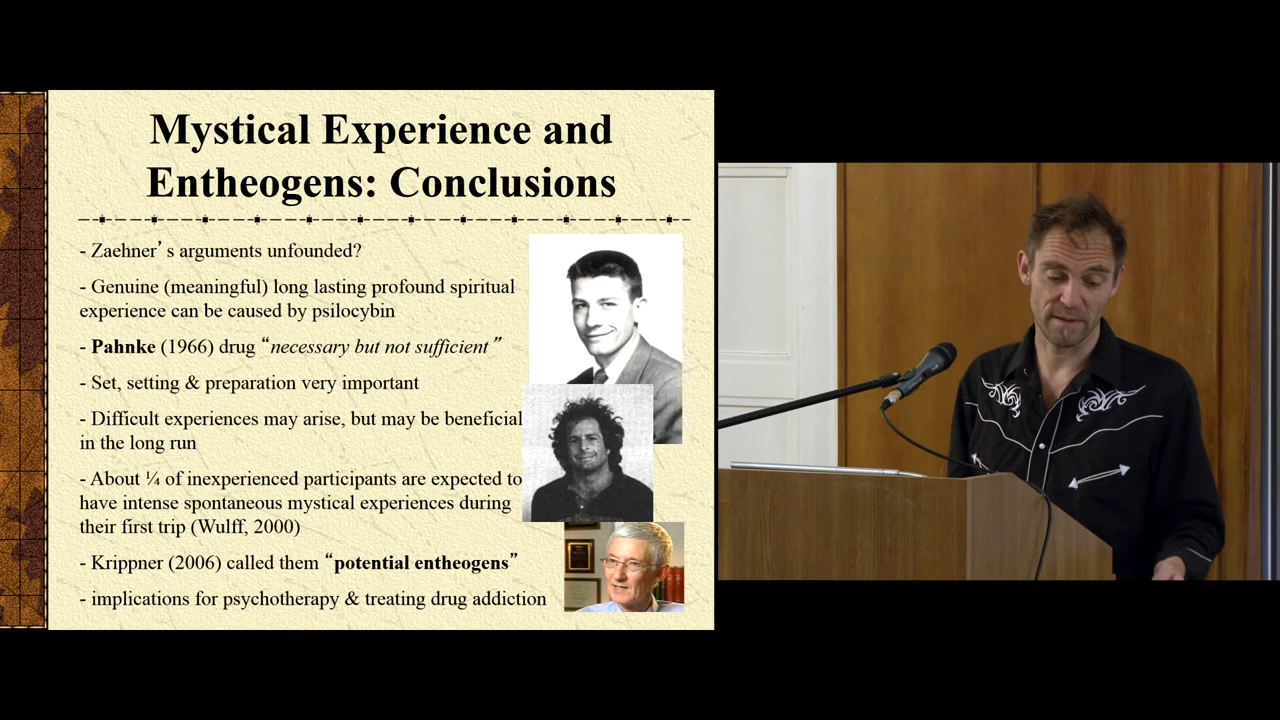 Mystical Experience and
Entheogens: Conclusions
- Zaehner’s arguments unfounded?
- Genuine (meaningful) long lasting profound spiritual
experience can be caused by psilocybin
- Pahnke (1966) drug “necessary but not sufficient”
- Set, setting & preparation very important
- Difficult experiences may arise, but may be beneficial
in the long run
- About ¼ of inexperienced participants are expected to
have intense spontaneous mystical experiences during
their first trip (Wulff, 2000)
- Krippner (2006) called them “potential entheogens”
- implications for psychotherapy & treating drug addiction